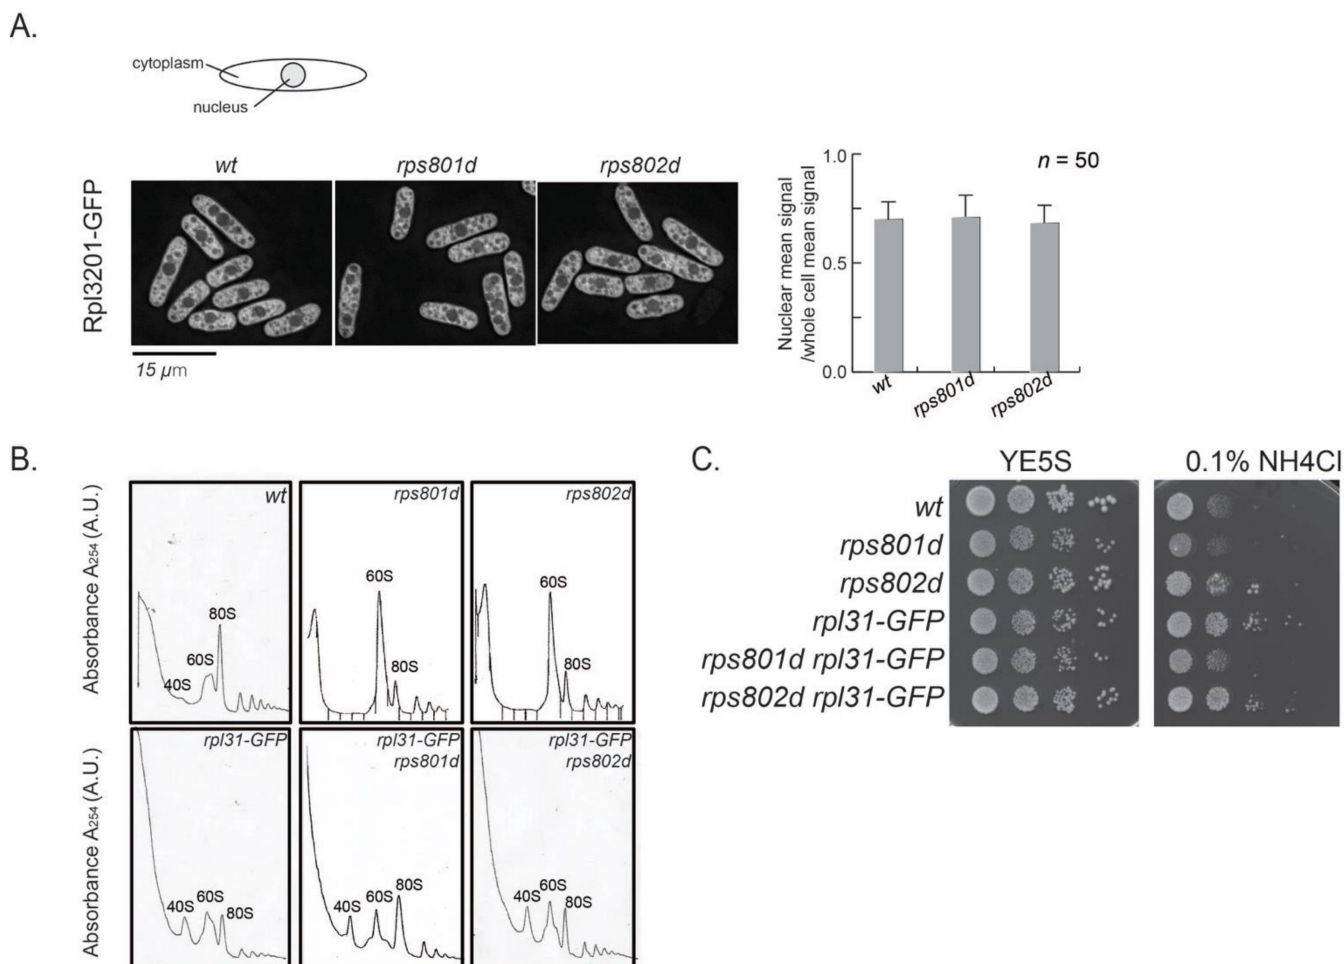 A.
cytoplasm
nucleus
wt
rps801d
rps802d
Rpl3201-GFP
15 μm
Nuclear mean signal
/whole cell mean signal
1.0
0.5
0.0
n = 50
wt
rps801d
rps802d
B.
Absorbance A254 (A.U.)
wt
40S
60S
80S
rps801d
60S
80S
rps802d
60S
80S
Absorbance A254 (A.U.)
rpl31-GFP
40S
60S
80S
rpl31-GFP
rps801d
40S
60S
80S
rpl31-GFP
rps802d
40S
60S
80S
C.
YE5S
0.1% NH4Cl
wt
rps801d
rps802d
rpl31-GFP
rps801d rpl31-GFP
rps802d rpl31-GFP